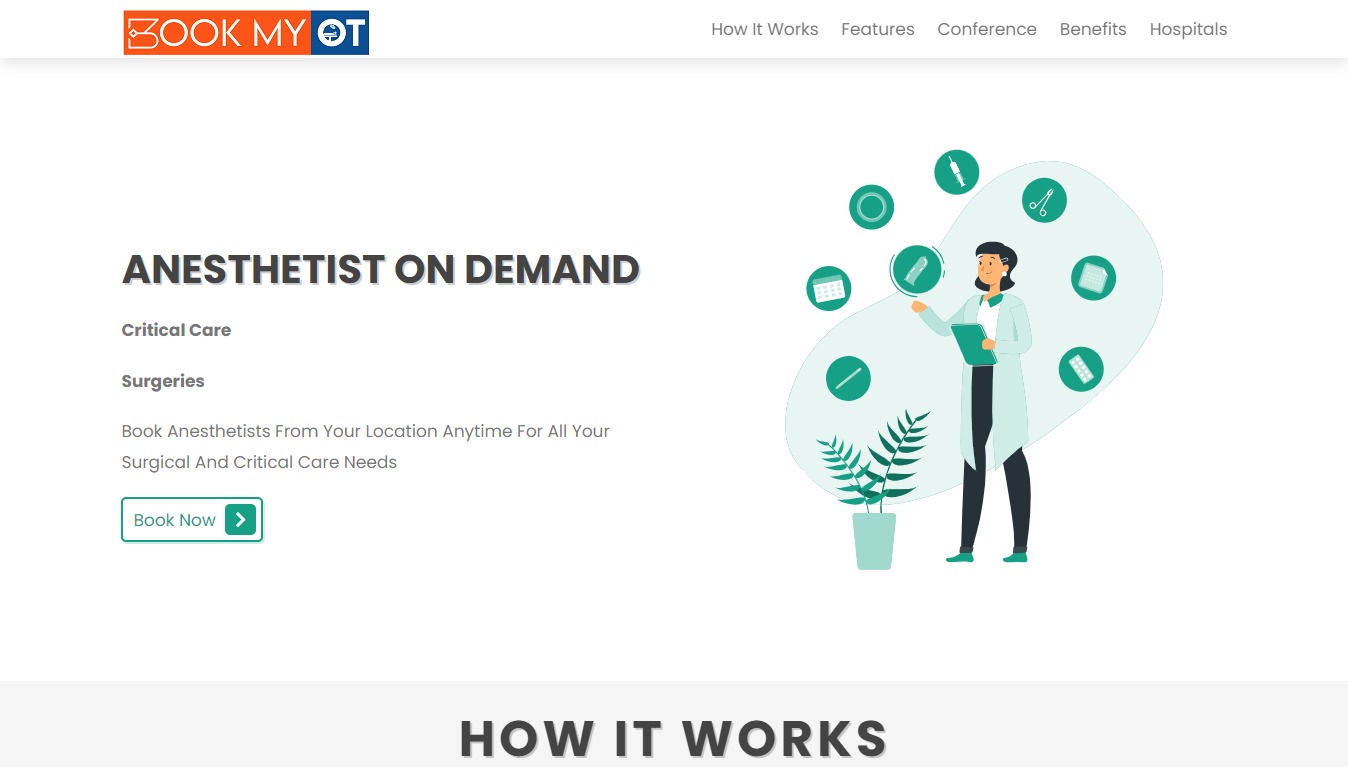 BOOK MY OT
How It Works
Features
Conference
Benefits
Hospitals
ANESTHETIST ON DEMAND
Critical Care
Surgeries
Book Anesthetists From Your Location Anytime For All Your
Surgical And Critical Care Needs
Book Now
HOW IT WORKS